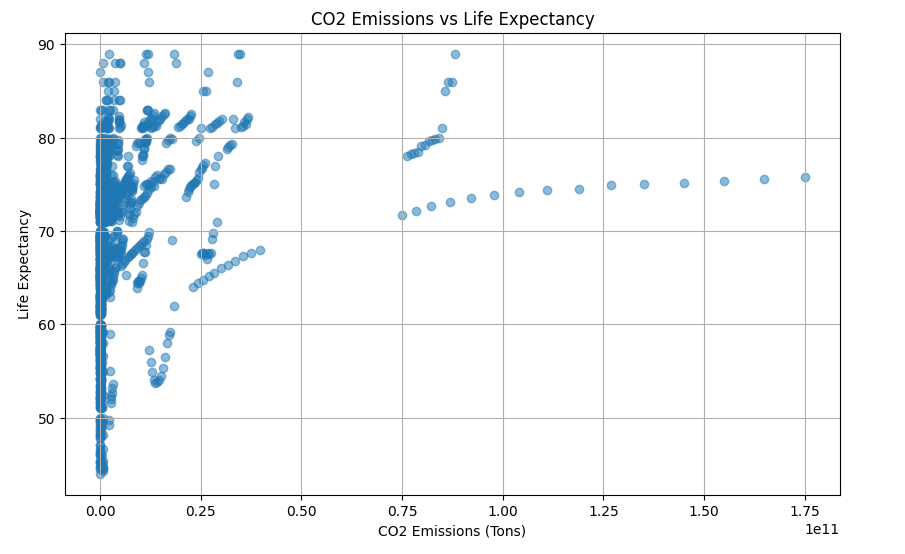 CO2 Emissions vs Life Expectancy
90
80
70
60
50
Life Expectancy
0.00 0.25 0.50 0.75 1.00 1.25 1.50 1.75
1e11
CO2 Emissions (Tons)